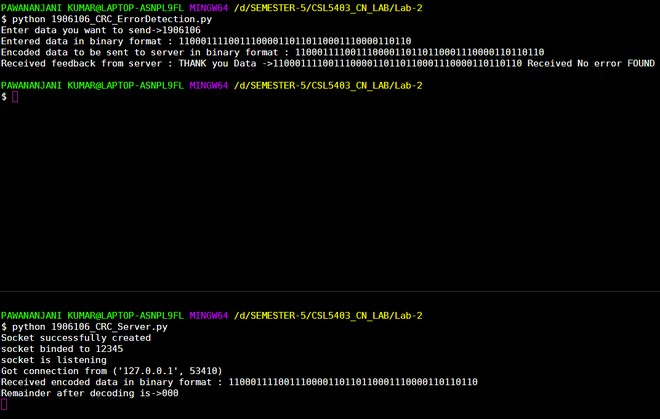 PAWANANJANI KUMAR@LAPTOP-ASNPL9FL MINGW64 /d/SEMESTER-5/CSL5403_CN_LAB/Lab-2
$ python 1906106_CRC_ErrorDetection.py
Enter data you want to send->1906106
Entered data in binary format : 110001111001110000110110110001110000110110
Encoded data to be sent to server in binary format : 110001111001110000110110110001110000110110110
Received feedback from server : THANK you Data ->110001111001110000110110110001110000110110110 Received No error FOUND
PAWANANJANI KUMAR@LAPTOP-ASNPL9FL MINGW64 /d/SEMESTER-5/CSL5403_CN_LAB/Lab-2
$
PAWANANJANI KUMAR@LAPTOP-ASNPL9FL MINGW64 /d/SEMESTER-5/CSL5403_CN_LAB/Lab-2
$ python 1906106_CRC_Server.py
Socket successfully created
socket binded to 12345
socket is listening
Got connection from ('127.0.0.1', 53410)
Received encoded data in binary format : 110001111001110000110110110001110000110110110
Remainder after decoding is->000